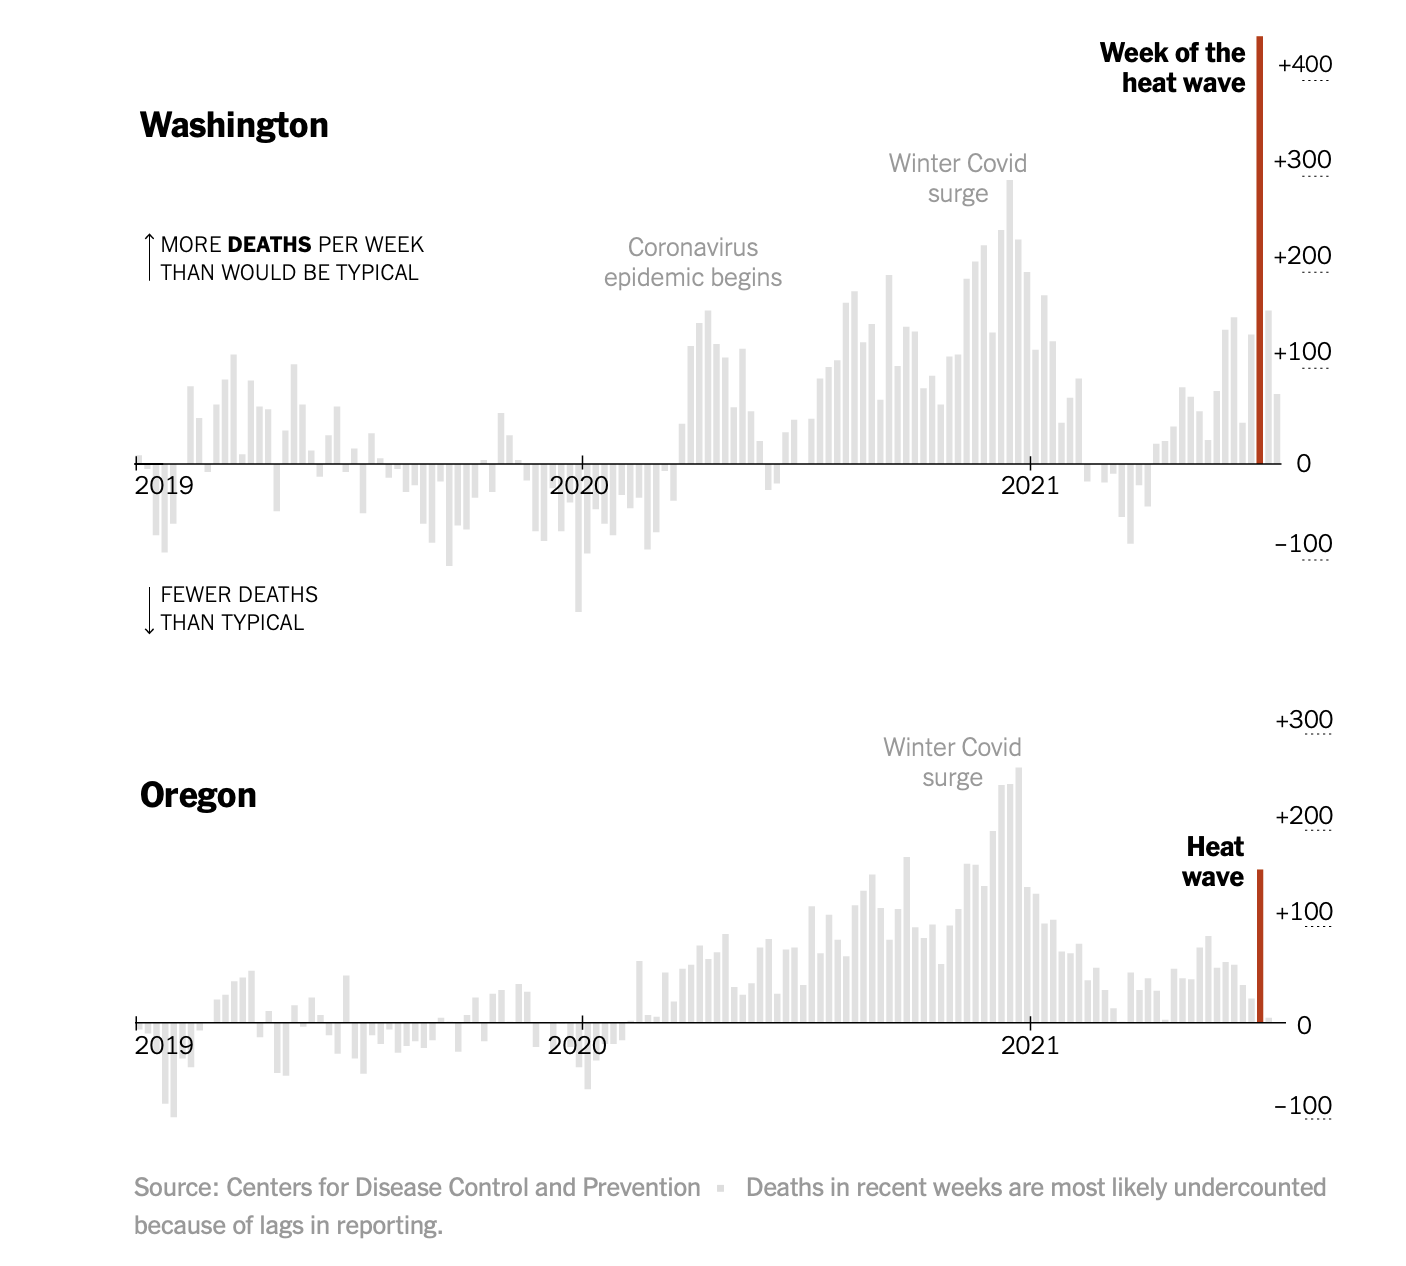 Week of the
heat wave
+400
Washington
+300
Winter Covid
surge
MORE DEATHS PER WEEK
THAN WOULD BE TYPICAL
Coronavirus
epidemic begins
+200
+100
0
2019
2020
2021
−100
FEWER DEATHS
THAN TYPICAL
+300
Winter Covid
surge
Oregon
+200
Heat
wave
+100
0
2019
2020
2021
−100
Source: Centers for Disease Control and Prevention ▪ Deaths in recent weeks are most likely undercounted
because of lags in reporting.